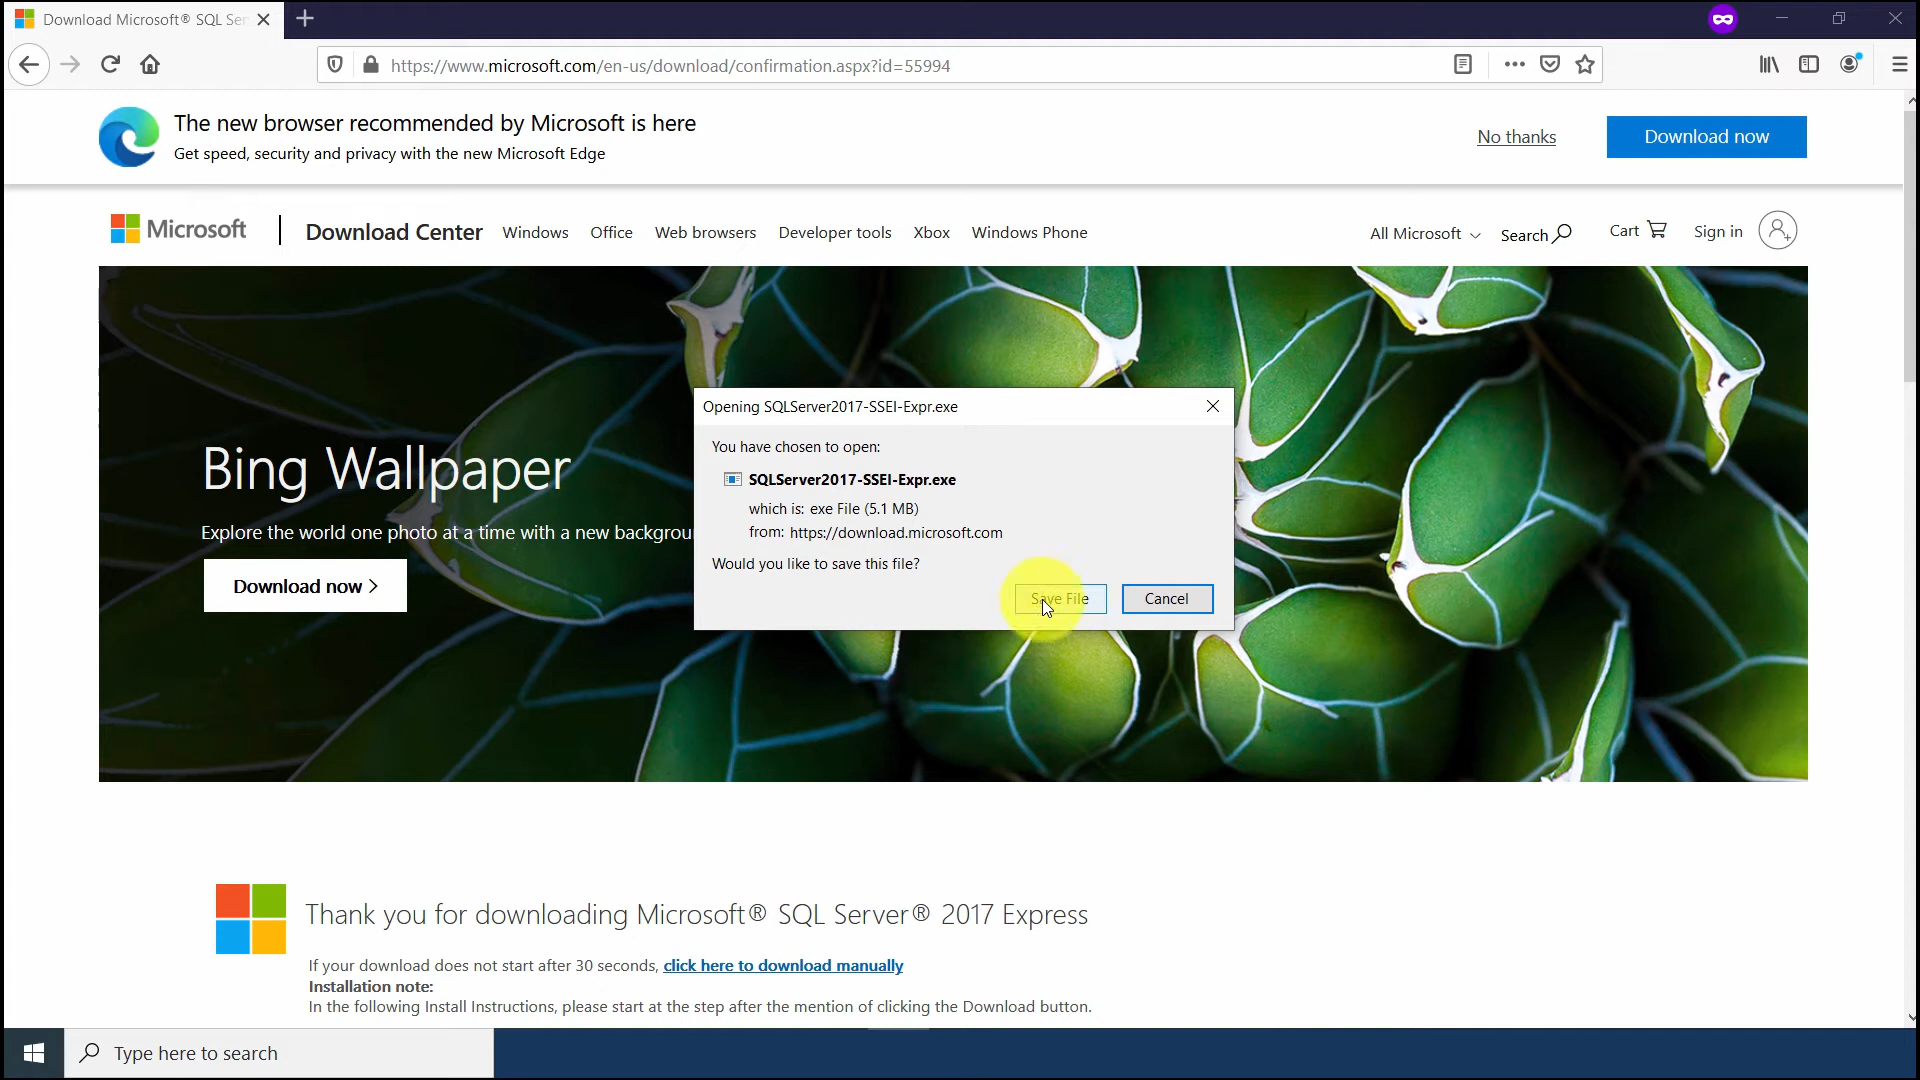 Download Microsoft® SQL Ser
https://www.microsoft.com/en-us/download/confirmation.aspx?id=55994
The new browser recommended by Microsoft is here
Get speed, security and privacy with the new Microsoft Edge
No thanks
Download now
Microsoft
Download Center
Windows
Office
Web browsers
Developer tools
Xbox
Windows Phone
All Microsoft
Search
Cart
Sign in
Bing Wallpaper
Explore the world one photo at a time with a new backgrou
Download now
Opening SQLServer2017-SSEI-Expr.exe
You have chosen to open:
SQLServer2017-SSEI-Expr.exe
which is: exe File (5.1 MB)
from: https://download.microsoft.com
Would you like to save this file?
Save File
Cancel
Thank you for downloading Microsoft® SQL Server® 2017 Express
If your download does not start after 30 seconds, click here to download manually
Installation note:
In the following Install Instructions, please start at the step after the mention of clicking the Download button.
Type here to search